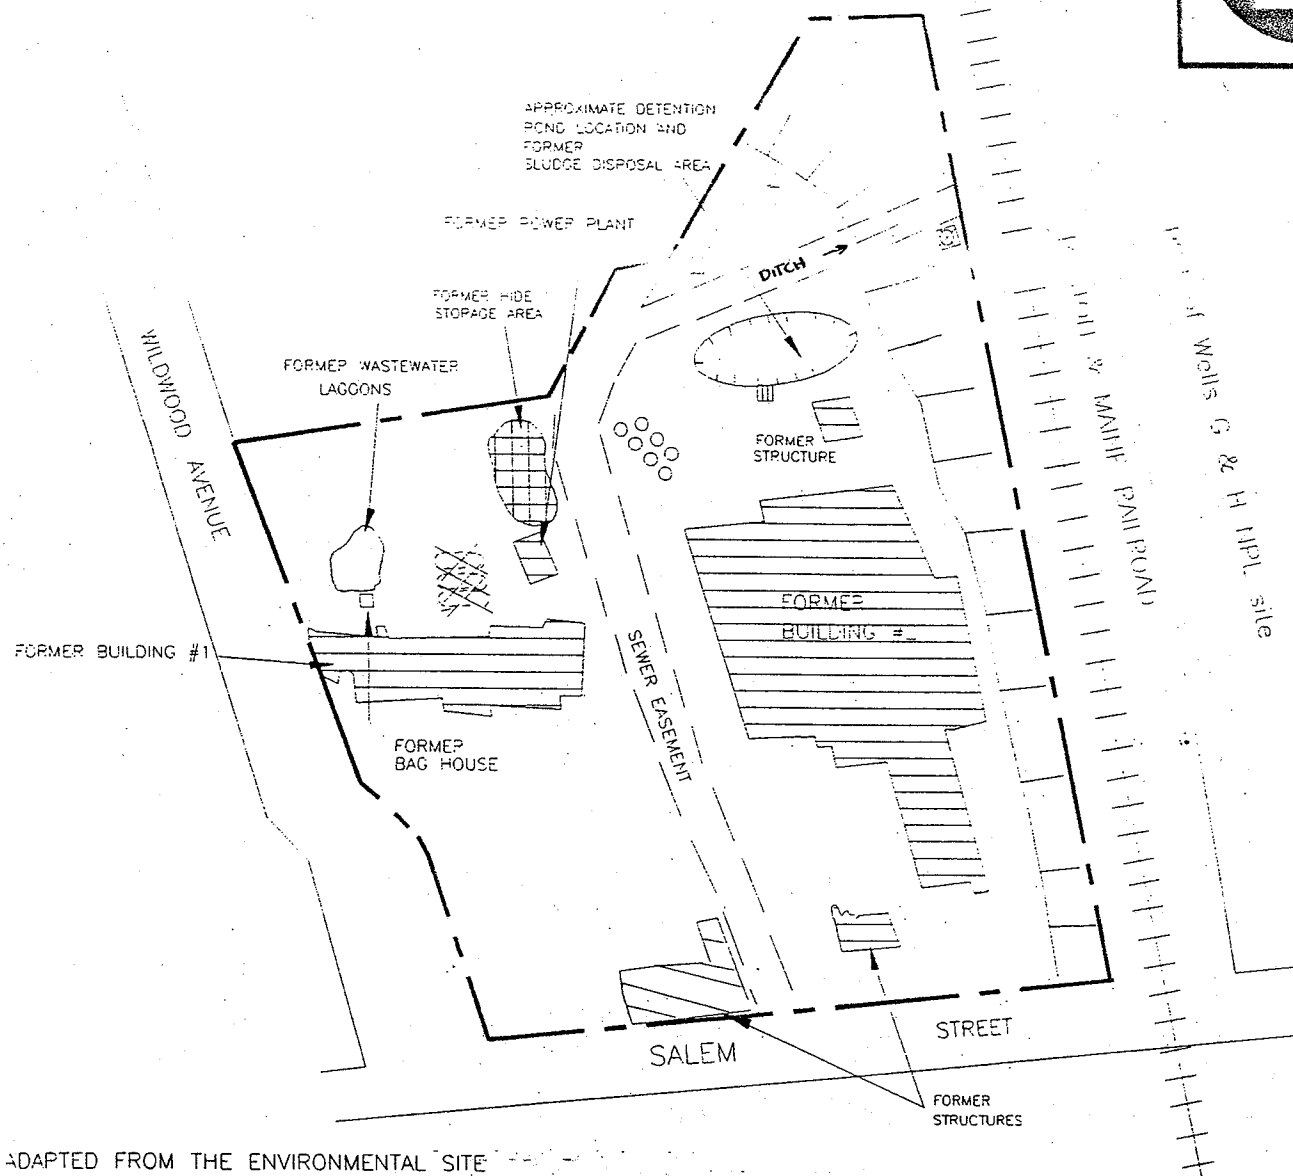 APPROXIMATE DETENTION
POND LOCATION AND
FORMER
SLUDGE DISPOSAL AREA
FORMER POWER PLANT
FORMER HIDE
STORAGE AREA
FORMER WASTEWATER
LAGOONS
DITCH
WILDWOOD AVENUE
FORMER
STRUCTURE
MAINE RAILROAD
Wells G & H NPL site
FORMER
BUILDING
FORMER BUILDING #1
SEWER EASEMENT
FORMER
BAG HOUSE
SALEM
STREET
FORMER
STRUCTURES
ADAPTED FROM THE ENVIRONMENTAL SITE